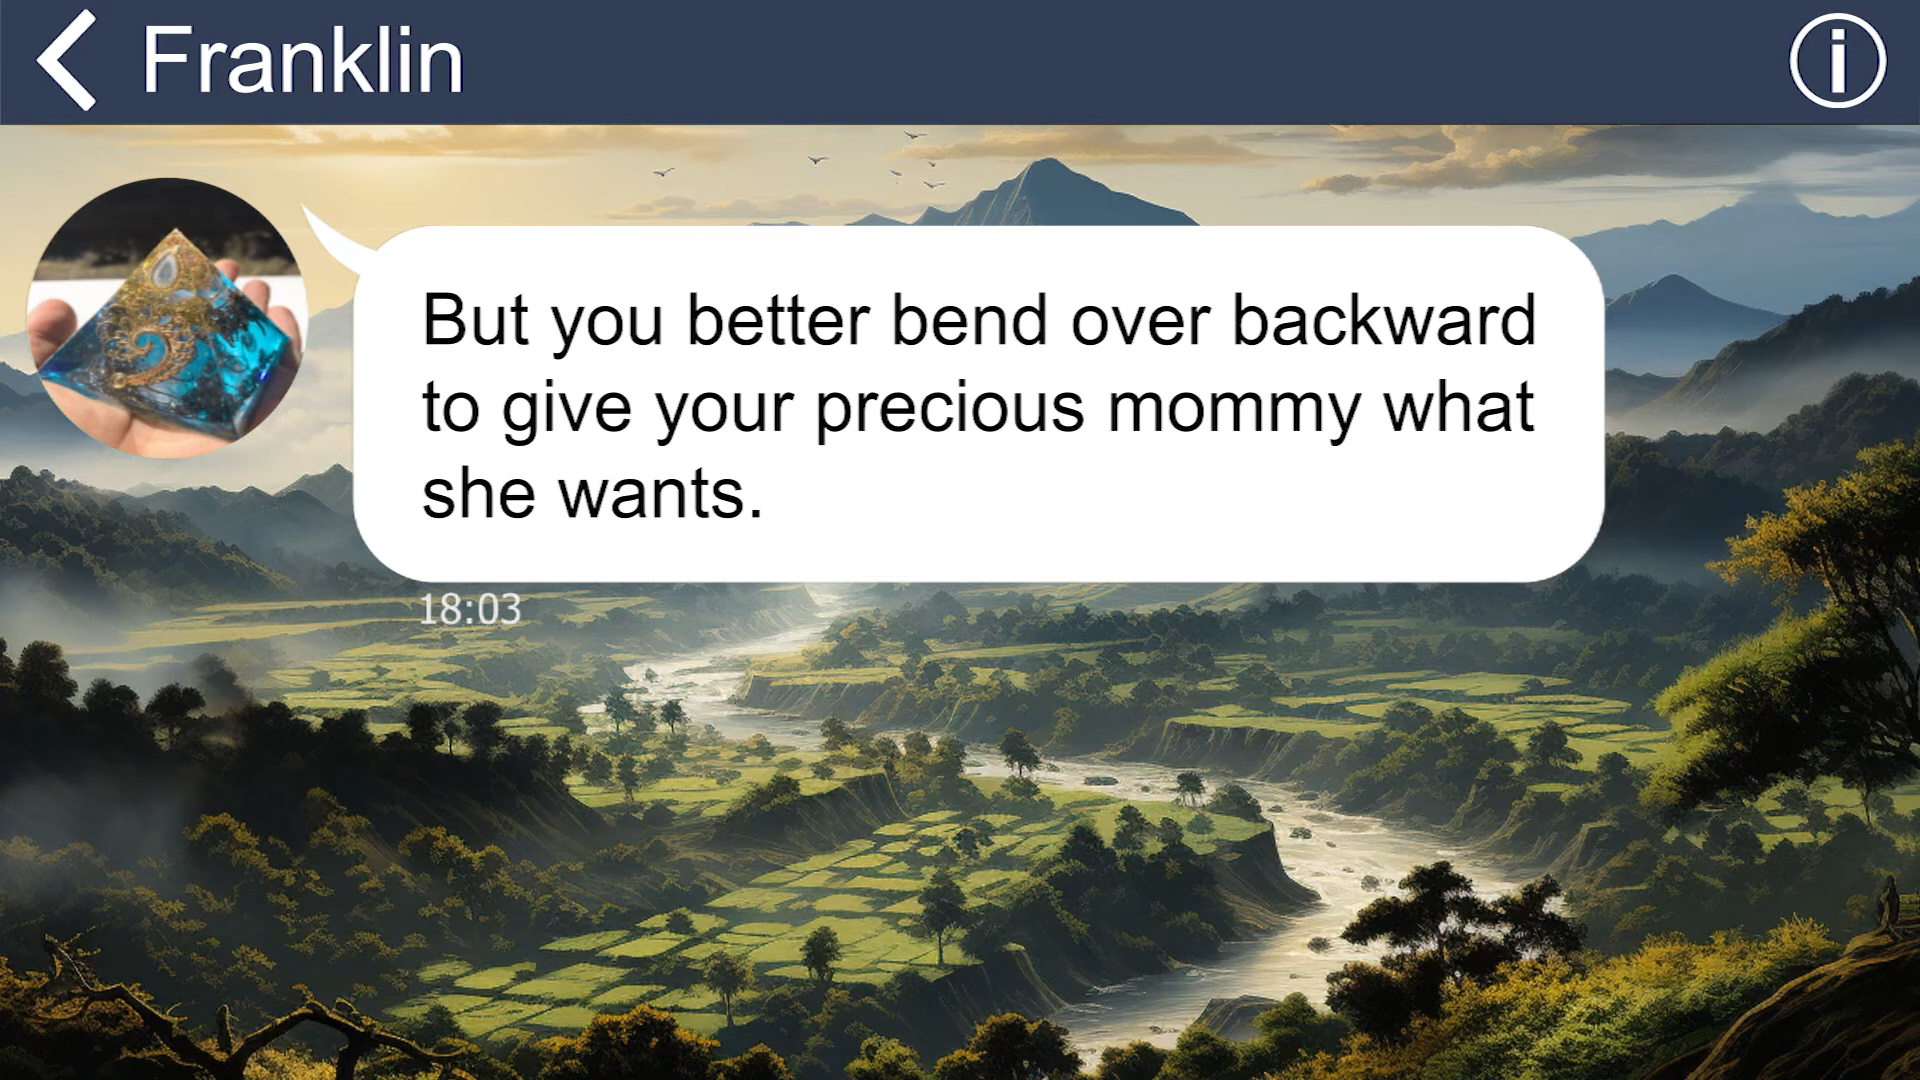 Franklin
But you better bend over backward
to give your precious mommy what
she wants.
18:03